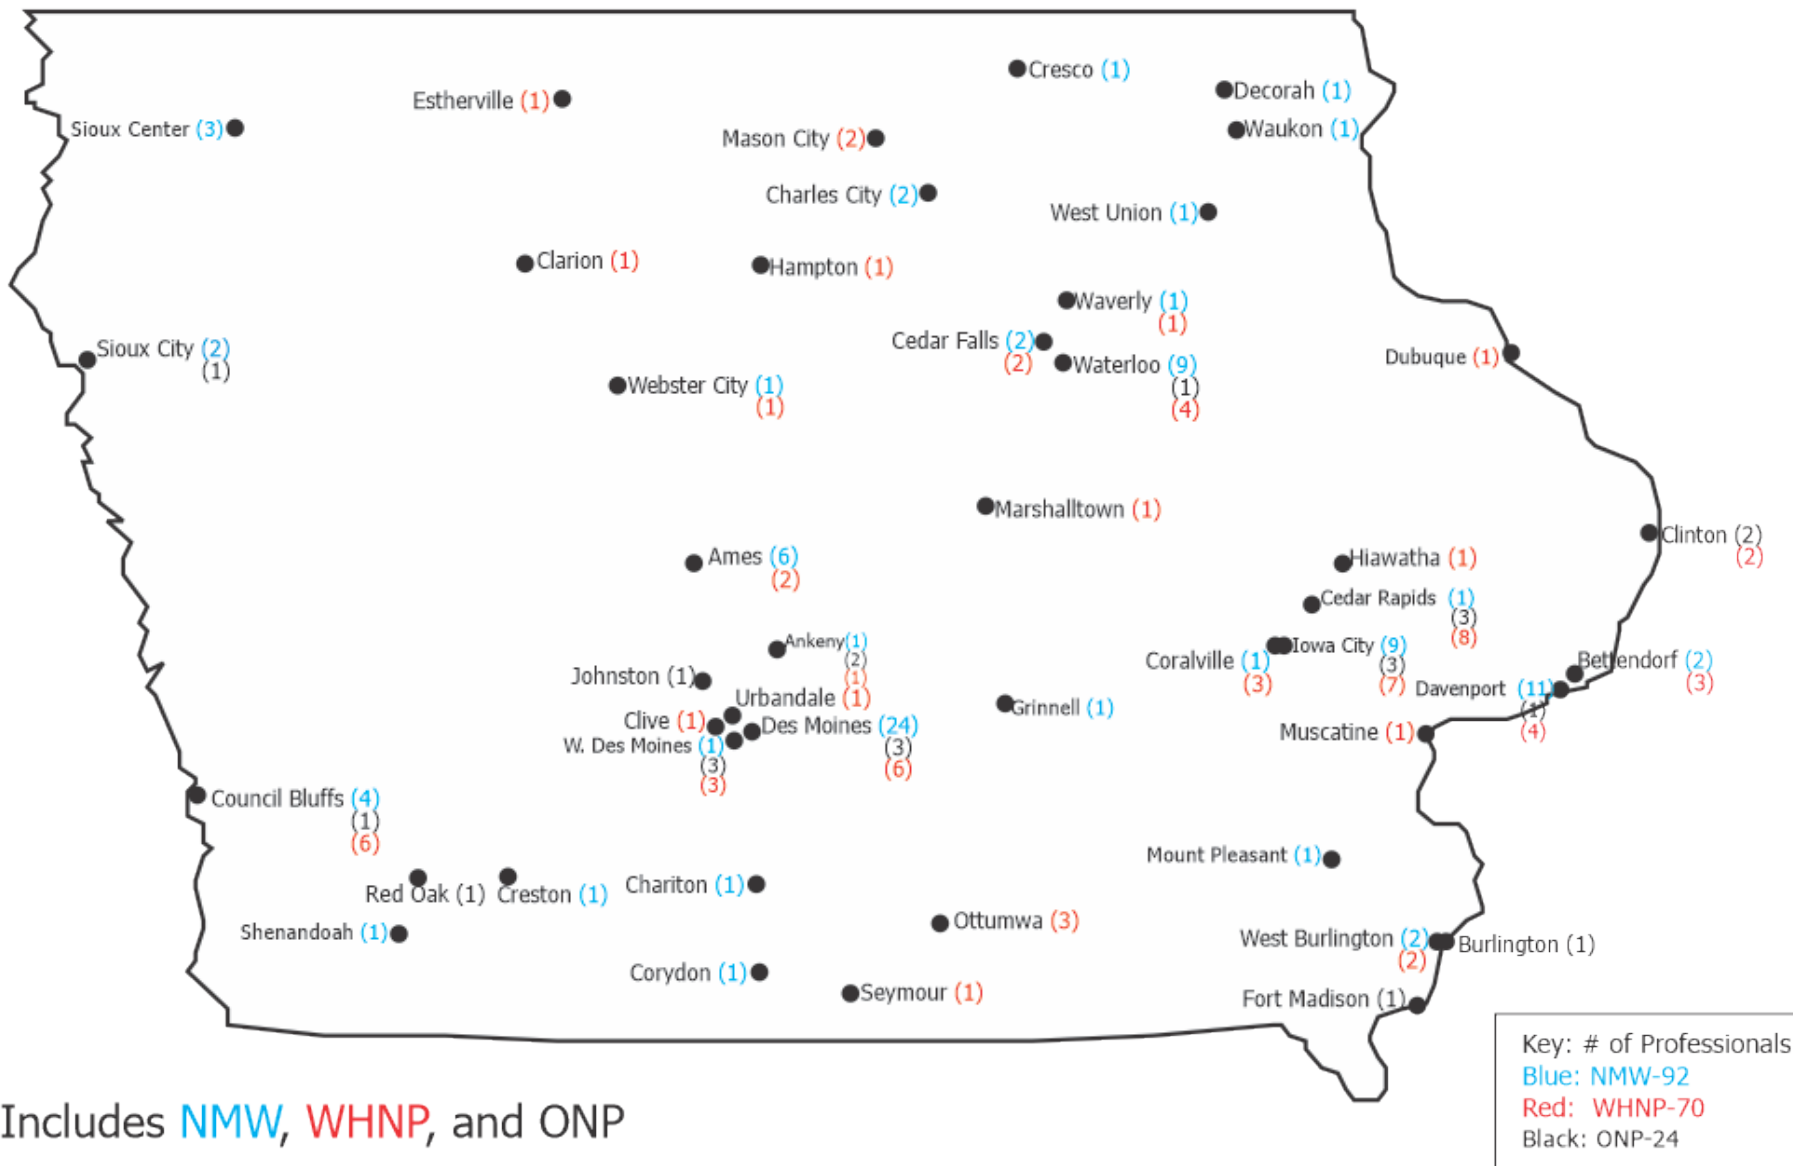 Cresco (1)
Decorah (1)
Estherville (1)
Sioux Center (3)
Waukon (1)
Mason City (2)
Charles City (2)
West Union (1)
Clarion (1)
Hampton (1)
Waverly (1)
(1)
Sioux City (2)
(1)
Cedar Falls (2)
(2)
Dubuque (1)
Waterloo (9)
(1)
(4)
Webster City (1)
(1)
Marshalltown (1)
Clinton (2)
(2)
Ames (6)
(2)
Hiawatha (1)
Cedar Rapids (1)
(3)
(8)
Ankeny(1)
(2)
(1)
Iowa City (9)
(3)
(7)
Coralville (1)
(3)
Bettendorf (2)
(3)
Johnston (1)
Davenport (11)
(1)
(4)
Urbandale (1)
Grinnell (1)
Clive (1)
Des Moines (24)
(3)
(6)
Muscatine (1)
W. Des Moines (1)
(3)
(3)
Council Bluffs (4)
(1)
(6)
Mount Pleasant (1)
Red Oak (1)
Creston (1)
Chariton (1)
Ottumwa (3)
Shenandoah (1)
West Burlington (2)
(2)
Burlington (1)
Corydon (1)
Seymour (1)
Fort Madison (1)
Key: # of Professionals
Blue: NMW-92
Red: WHNP-70
Black: ONP-24
Includes NMW, WHNP, and ONP